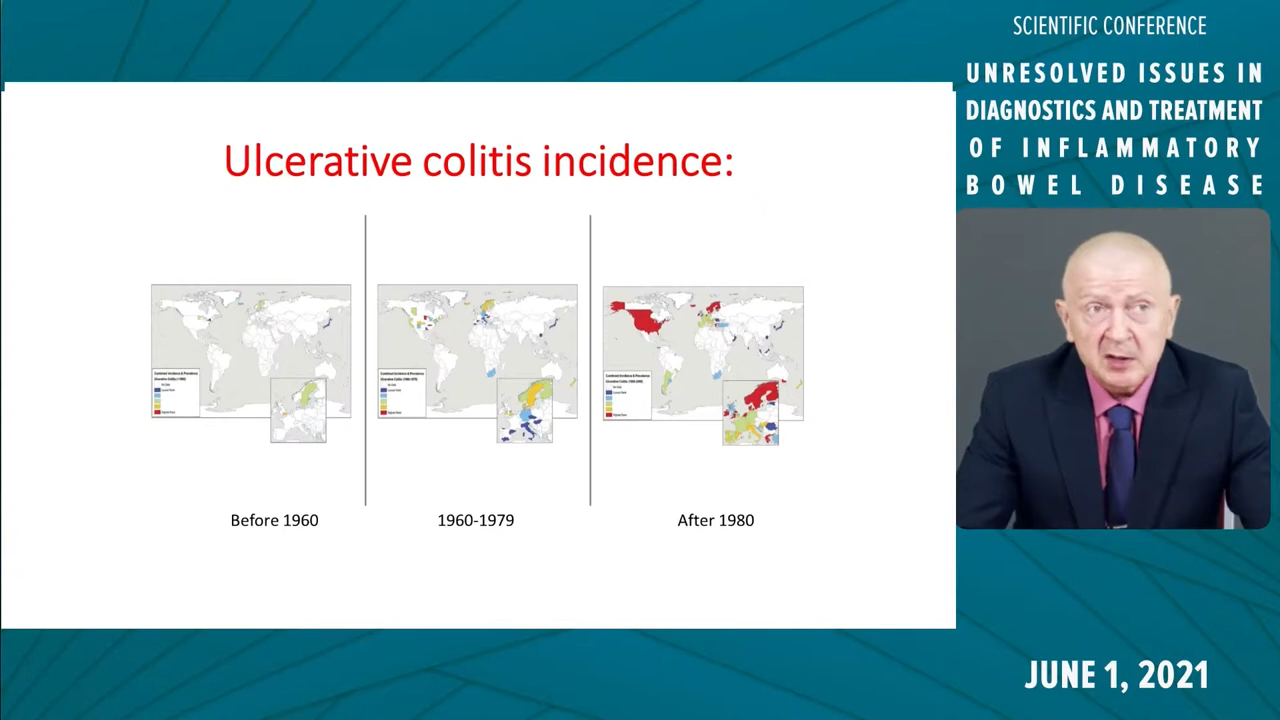 SCIENTIFIC CONFERENCE
UNRESOLVED ISSUES IN
DIAGNOSTICS AND TREATMENT
OF INFLAMMATORY
BOWEL DISEASE
Ulcerative colitis incidence:
Before 1960
1960-1979
After 1980
JUNE 1, 2021